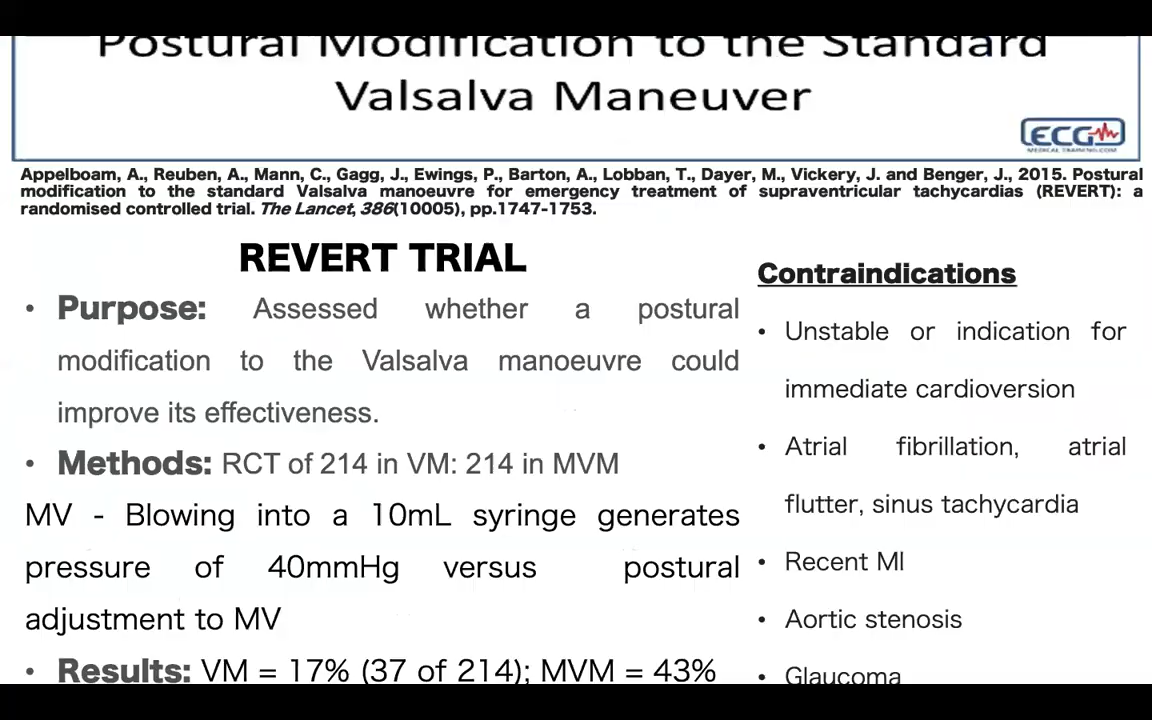 Postural Modification to the Standard
Valsalva Maneuver
ECG
MEDICAL TRAINING.COM
Appelboam, A., Reuben, A., Mann, C., Gagg, J., Ewings, P., Barton, A., Lobban, T., Dayer, M., Vickery, J. and Benger, J., 2015. Postural
modification to the standard Valsalva manoeuvre for emergency treatment of supraventricular tachycardias (REVERT): a
randomised controlled trial. The Lancet, 386(10005), pp.1747-1753.
REVERT TRIAL
• Purpose: Assessed whether a postural
modification to the Valsalva manoeuvre could
improve its effectiveness.
• Methods: RCT of 214 in VM: 214 in MVM
MV - Blowing into a 10mL syringe generates
pressure of 40mmHg versus postural
adjustment to MV
• Results: VM = 17% (37 of 214); MVM = 43%
Contraindications
• Unstable or indication for
immediate cardioversion
• Atrial fibrillation, atrial
flutter, sinus tachycardia
• Recent MI
• Aortic stenosis
• Glaucoma